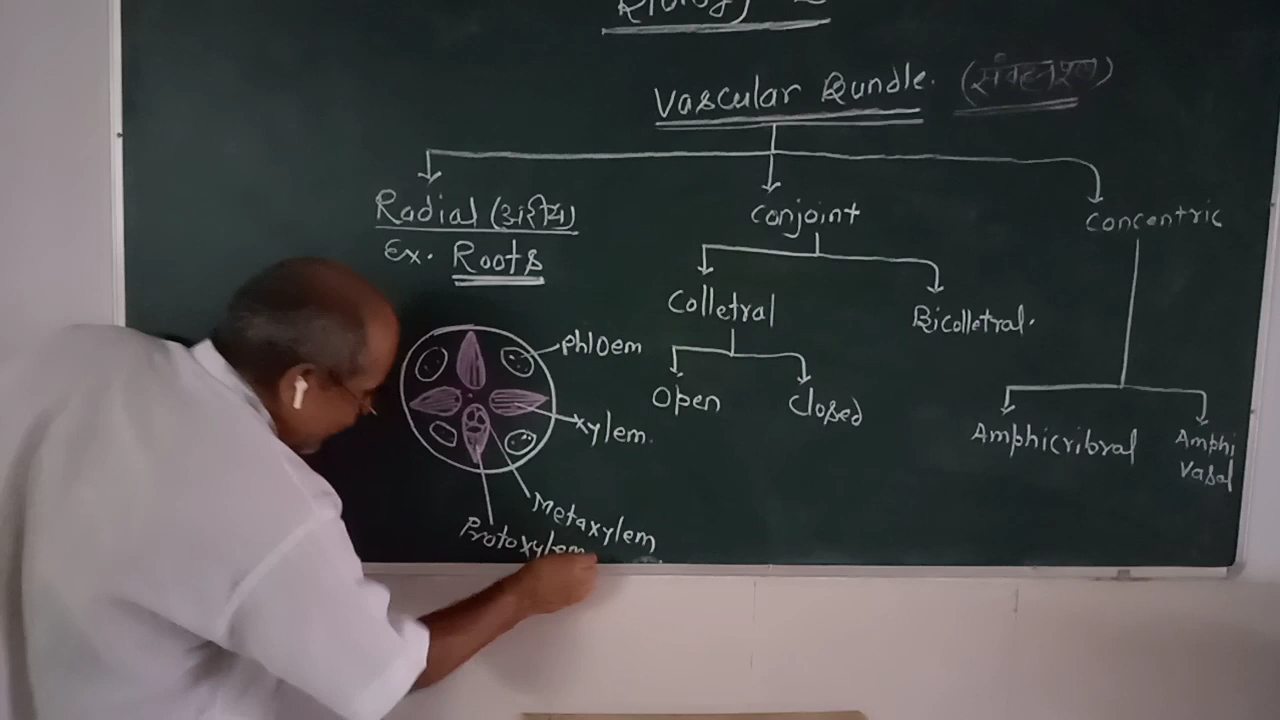 Biology
Vascular Bundle. (संवहन पूल)
Radial (अरीय)
Ex. Roots
Conjoint
Concentric
Colletral
Bicolletral.
Open
Closed
Amphicribral
Amphi
Vasal
Phloem
xylem.
Metaxylem
Protoxylem